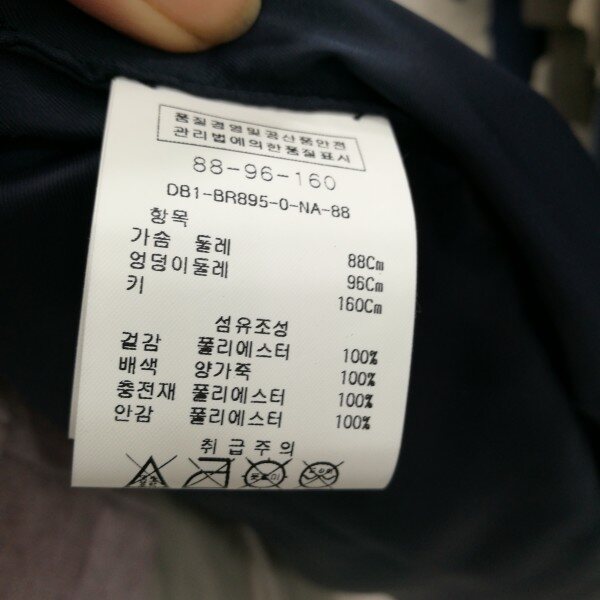 품질경영및공산품안전
관리법에의한품질표시
88-96-160
DB1-BR895-0-NA-88
항목
가슴 둘레 88Cm
엉덩이둘레 96Cm
키 160Cm
섬유조성
겉감 폴리에스터 100%
배색 양가죽 100%
충전재 폴리에스터 100%
안감 폴리에스터 100%
취급주의